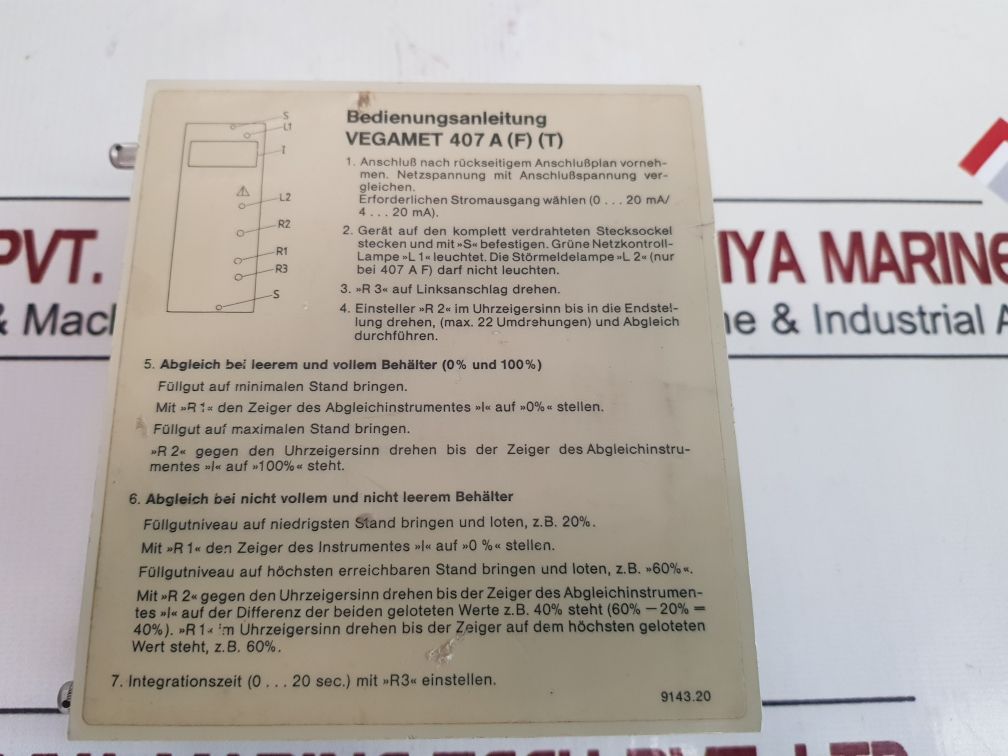 Bedienungsanleitung
VEGAMET 407 A (F) (T)
S
L1
I
L2
R2
R1
R3
S
1. Anschluß nach rückseitigem Anschlußplan vorneh-
men. Netzspannung mit Anschlußspannung ver-
gleichen.
Erforderlichen Stromausgang wählen (0 . . . 20 mA/
4 . . . 20 mA).
2. Gerät auf den komplett verdrahteten Stecksockel
stecken und mit »S« befestigen. Grüne Netzkontroll-
Lampe »L 1« leuchtet. Die Störmeldelampe »L 2« (nur
bei 407 A F) darf nicht leuchten.
3. »R 3« auf Linksanschlag drehen.
4. Einsteller »R 2« im Uhrzeigersinn bis in die Endstel-
lung drehen, (max. 22 Umdrehungen) und Abgleich
durchführen.
5. Abgleich bei leerem und vollem Behälter (0% und 100%)
Füllgut auf minimalen Stand bringen.
Mit »R 1« den Zeiger des Abgleichinstrumentes »I« auf »0%« stellen.
Füllgut auf maximalen Stand bringen.
»R 2« gegen den Uhrzeigersinn drehen bis der Zeiger des Abgleichinstru-
mentes »I« auf »100%« steht.
6. Abgleich bei nicht vollem und nicht leerem Behälter
Füllgutniveau auf niedrigsten Stand bringen und loten, z.B. 20%.
Mit »R 1« den Zeiger des Instrumentes »I« auf »0 %« stellen.
Füllgutniveau auf höchsten erreichbaren Stand bringen und loten, z.B. »60%«.
Mit »R 2« gegen den Uhrzeigersinn drehen bis der Zeiger des Abgleichinstrumen-
tes »I« auf der Differenz der beiden geloteten Werte z.B. 40% steht (60% — 20% =
40%). »R 1« im Uhrzeigersinn drehen bis der Zeiger auf dem höchsten geloteten
Wert steht, z.B. 60%.
7. Integrationszeit (0 . . . 20 sec.) mit »R3« einstellen.
9143.20
PVT.
& Mach
IYA MARINE
ne & Industrial A